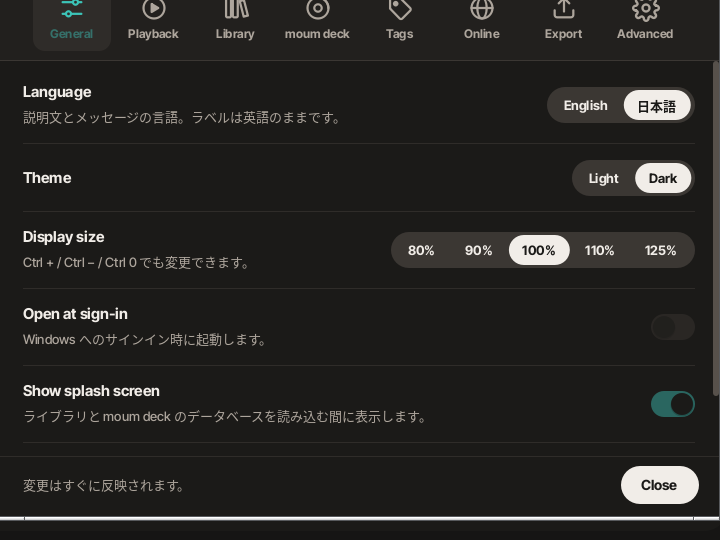 General
Playback
Library
moum deck
Tags
Online
Export
Advanced
Language
説明文とメッセージの言語。ラベルは英語のままです。
English
日本語
Theme
Light
Dark
Display size
Ctrl + / Ctrl − / Ctrl 0 でも変更できます。
80%
90%
100%
110%
125%
Open at sign-in
Windows へのサインイン時に起動します。
Show splash screen
ライブラリと moum deck のデータベースを読み込む間に表示します。
変更はすぐに反映されます。
Close